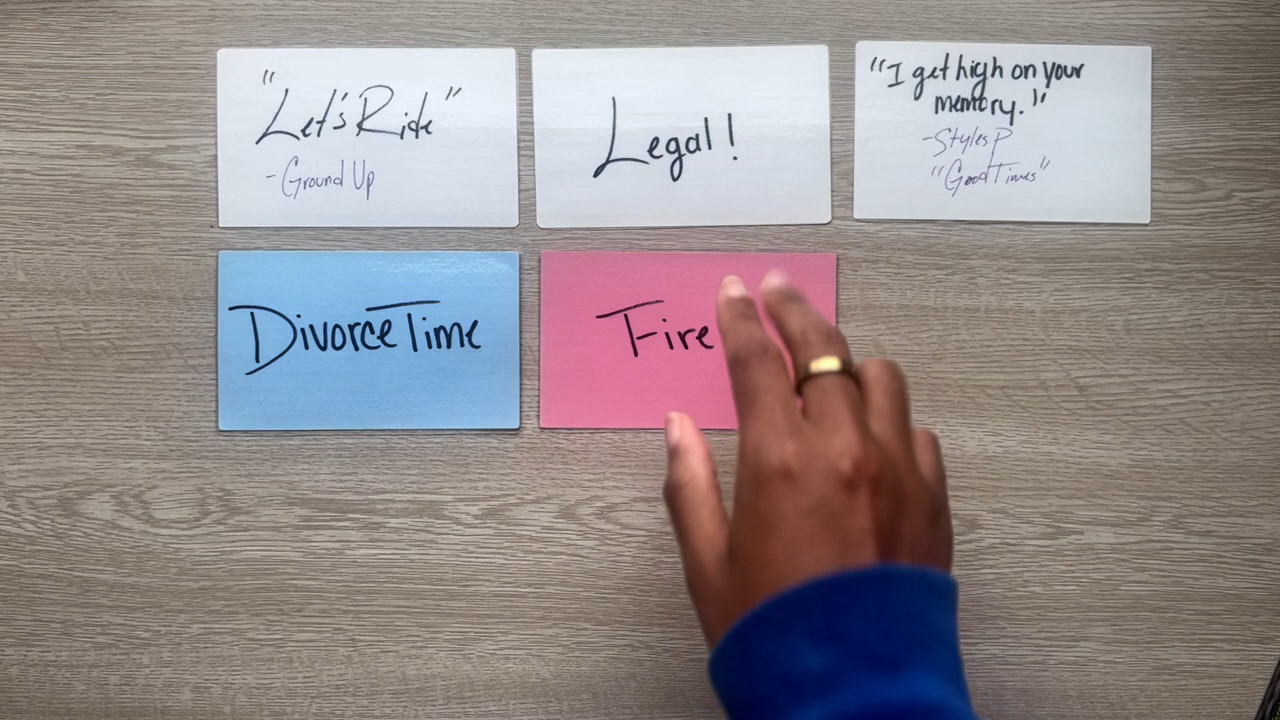 "Let's Ride"
-Ground Up
Legal!
"I get high on your
memory."
-Styles P
"Good Times"
Divorce Time
Fire